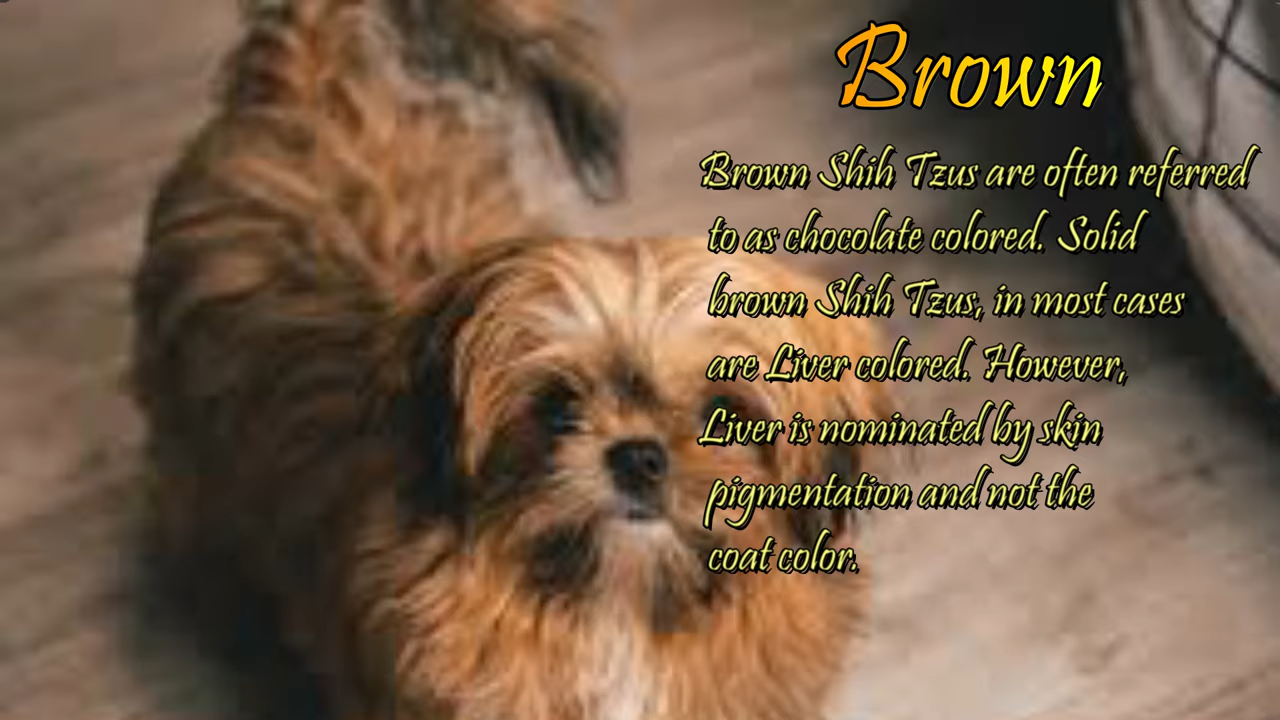 Brown
Brown Shih Tzus are often referred
to as chocolate colored. Solid
brown Shih Tzus, in most cases
are Liver colored. However,
Liver is nominated by skin
pigmentation and not the
coat color.